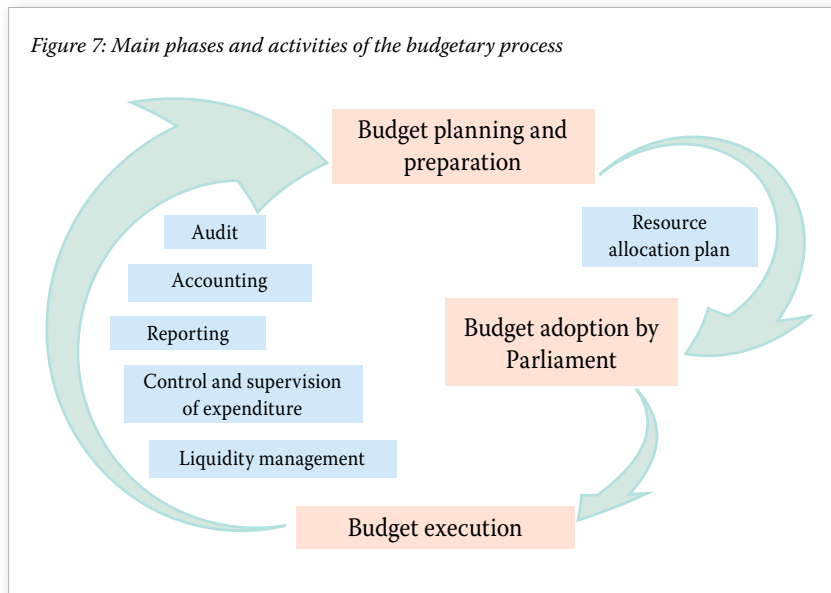 Figure 7: Main phases and activities of the budgetary process
Budget planning and
preparation
Resource
allocation plan
Budget adoption by
Parliament
Budget execution
Audit
Accounting
Reporting
Control and supervision
of expenditure
Liquidity management